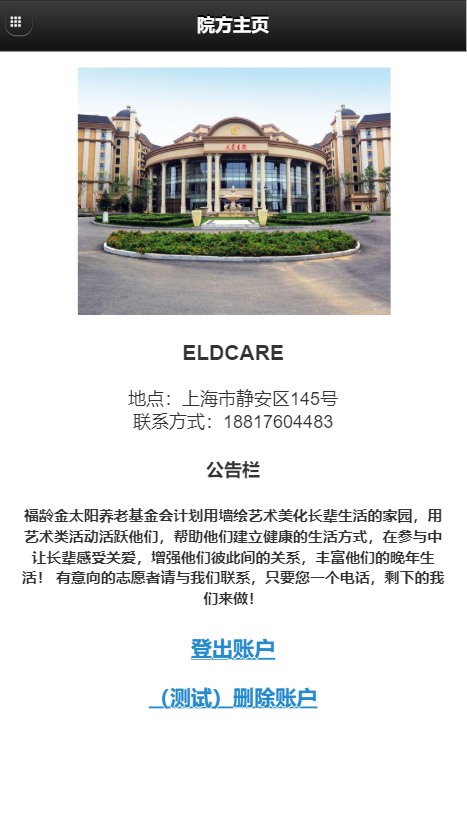 院方主页
ELDCARE
地点：上海市静安区145号
联系方式：18817604483
公告栏
福龄金太阳养老基金会计划用墙绘艺术美化长辈生活的家园，用
艺术类活动活跃他们，帮助他们建立健康的生活方式，在参与中
让长辈感受关爱，增强他们彼此间的关系，丰富他们的晚年生
活！ 有意向的志愿者请与我们联系，只要您一个电话，剩下的我
们来做！
登出账户
（测试）删除账户